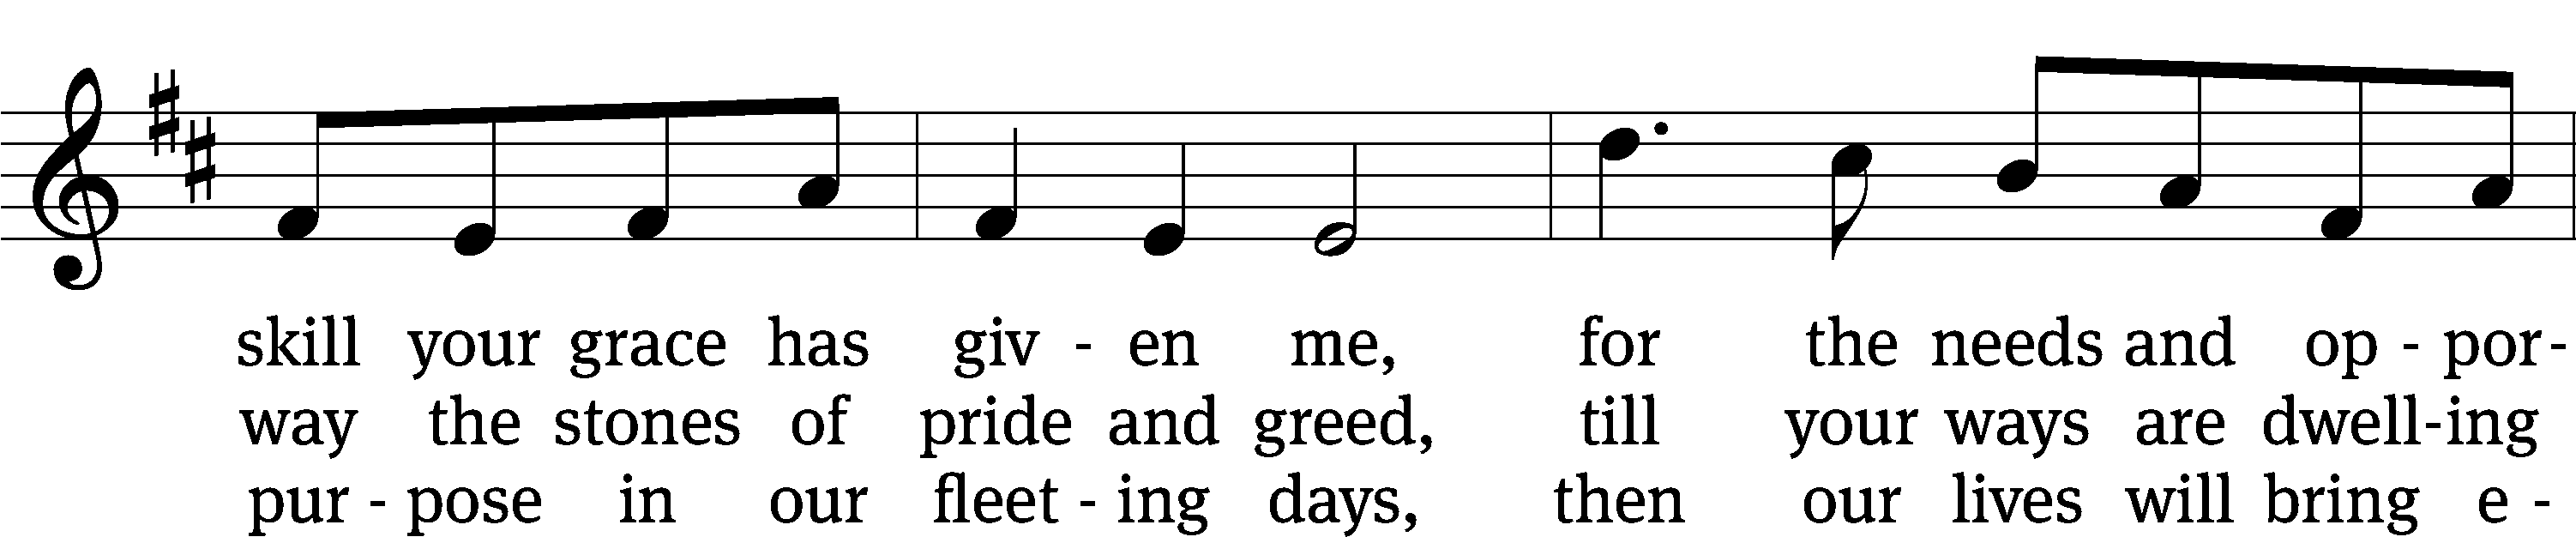 skill your grace has giv - en me, for the needs and op - por-
way the stones of pride and greed, till your ways are dwell-ing
pur - pose in our fleet - ing days, then our lives will bring e -